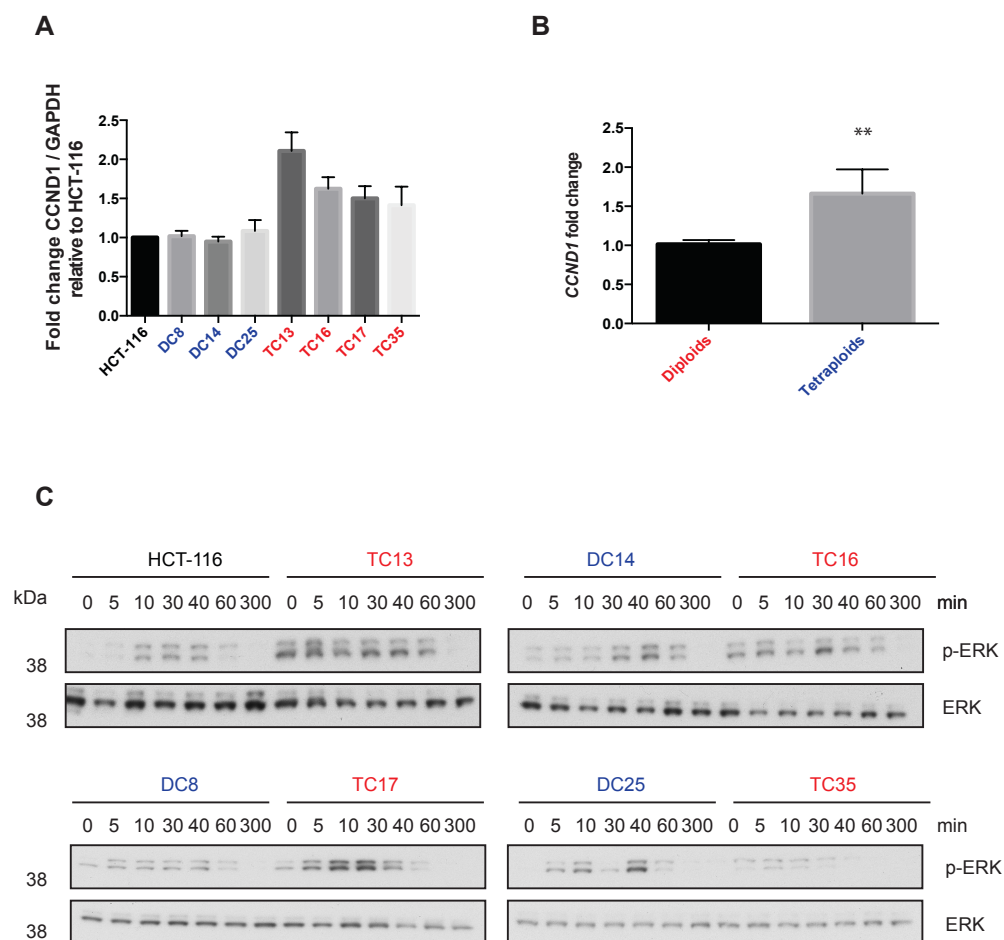 A
Fold change CCND1 / GAPDH
relative to HCT-116
2.5
2.0
1.5
1.0
0.5
0.0
HCT-116
DC8
DC14
DC25
TC13
TC16
TC17
TC35
B
CCND1 fold change
2.5
2.0
1.5
1.0
0.5
0.0
**
Diploids
Tetraploids
C
HCT-116 TC13 DC14 TC16
kDa 0 5 10 30 40 60 300 0 5 10 30 40 60 300 0 5 10 30 40 60 300 0 5 10 30 40 60 300 min
38 p-ERK
38 ERK
DC8 TC17 DC25 TC35
0 5 10 30 40 60 300 0 5 10 30 40 60 300 0 5 10 30 40 60 300 0 5 10 30 40 60 300 min
38 p-ERK
38 ERK